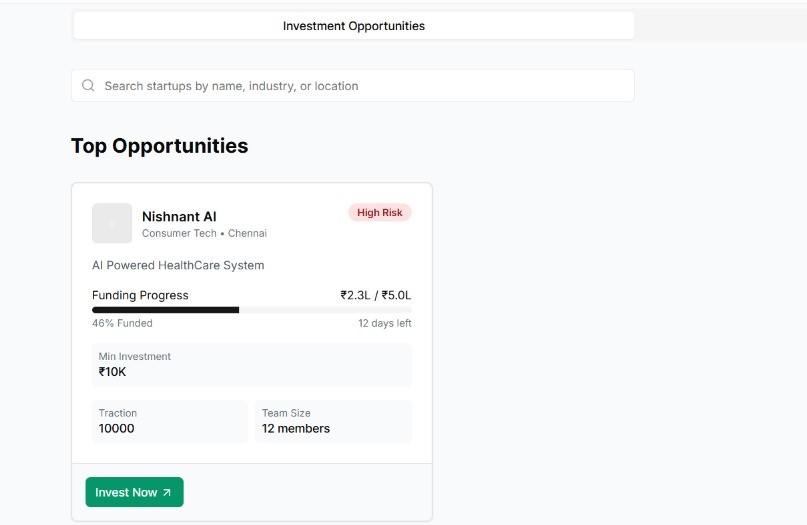 Investment Opportunities
Search startups by name, industry, or location
Top Opportunities
Nishnant AI
High Risk
Consumer Tech • Chennai
AI Powered HealthCare System
Funding Progress
₹2.3L / ₹5.0L
46% Funded
12 days left
Min Investment
₹10K
Traction
Team Size
10000
12 members
Invest Now